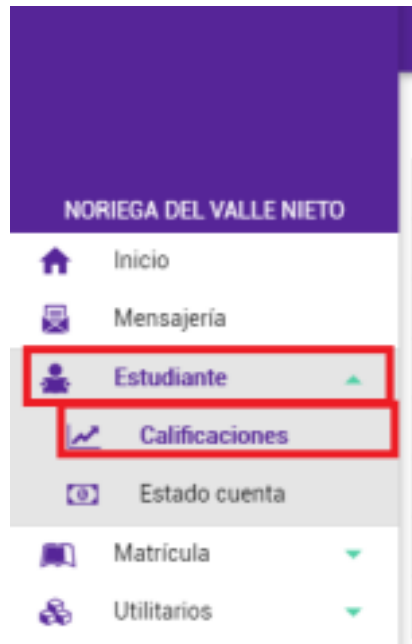 NORIEGA DEL VALLE NIETO
Inicio
Mensajería
Estudiante
Calificaciones
Estado cuenta
Matrícula
Utilitarios